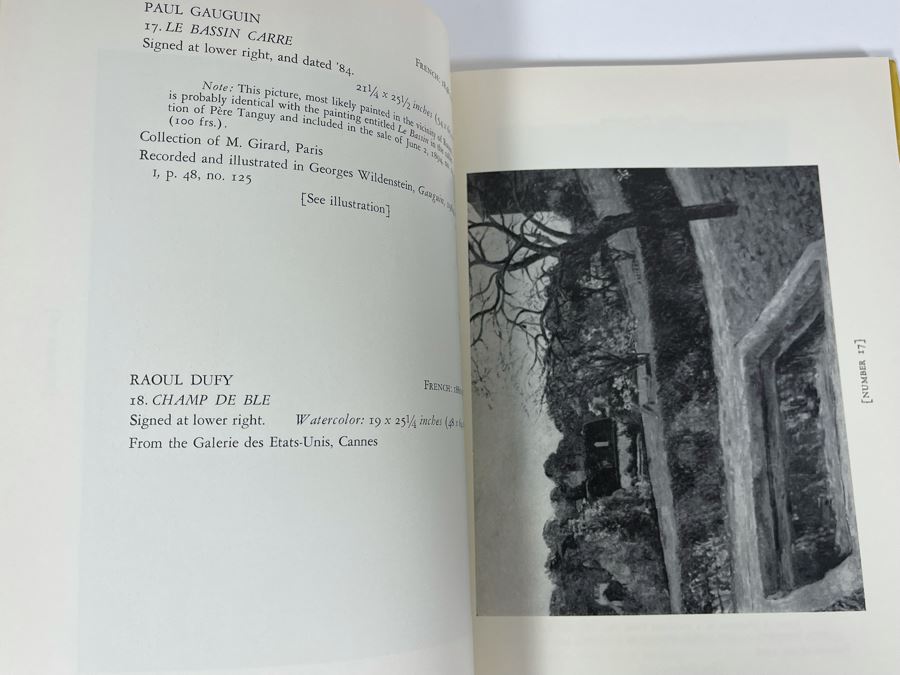 PAUL GAUGUIN
FRENCH:
17. LE BASSIN CARRE
Signed at lower right, and dated '84.
21¼ x 25½ inches
Note: This picture, most likely painted in the vicinity of
is probably identical with the painting entitled Le Bassin in the
tion of Père Tanguy and included in the sale of June 2, 1894,
(100 frs.).
Collection of M. Girard, Paris
Recorded and illustrated in Georges Wildenstein, Gauguin,
I, p. 48, no. 125
[See illustration]
RAOUL DUFY
FRENCH:
18. CHAMP DE BLE
Signed at lower right. Watercolor: 19 x 25¼ inches (48 x
From the Galerie des Etats-Unis, Cannes
[NUMBER 17]